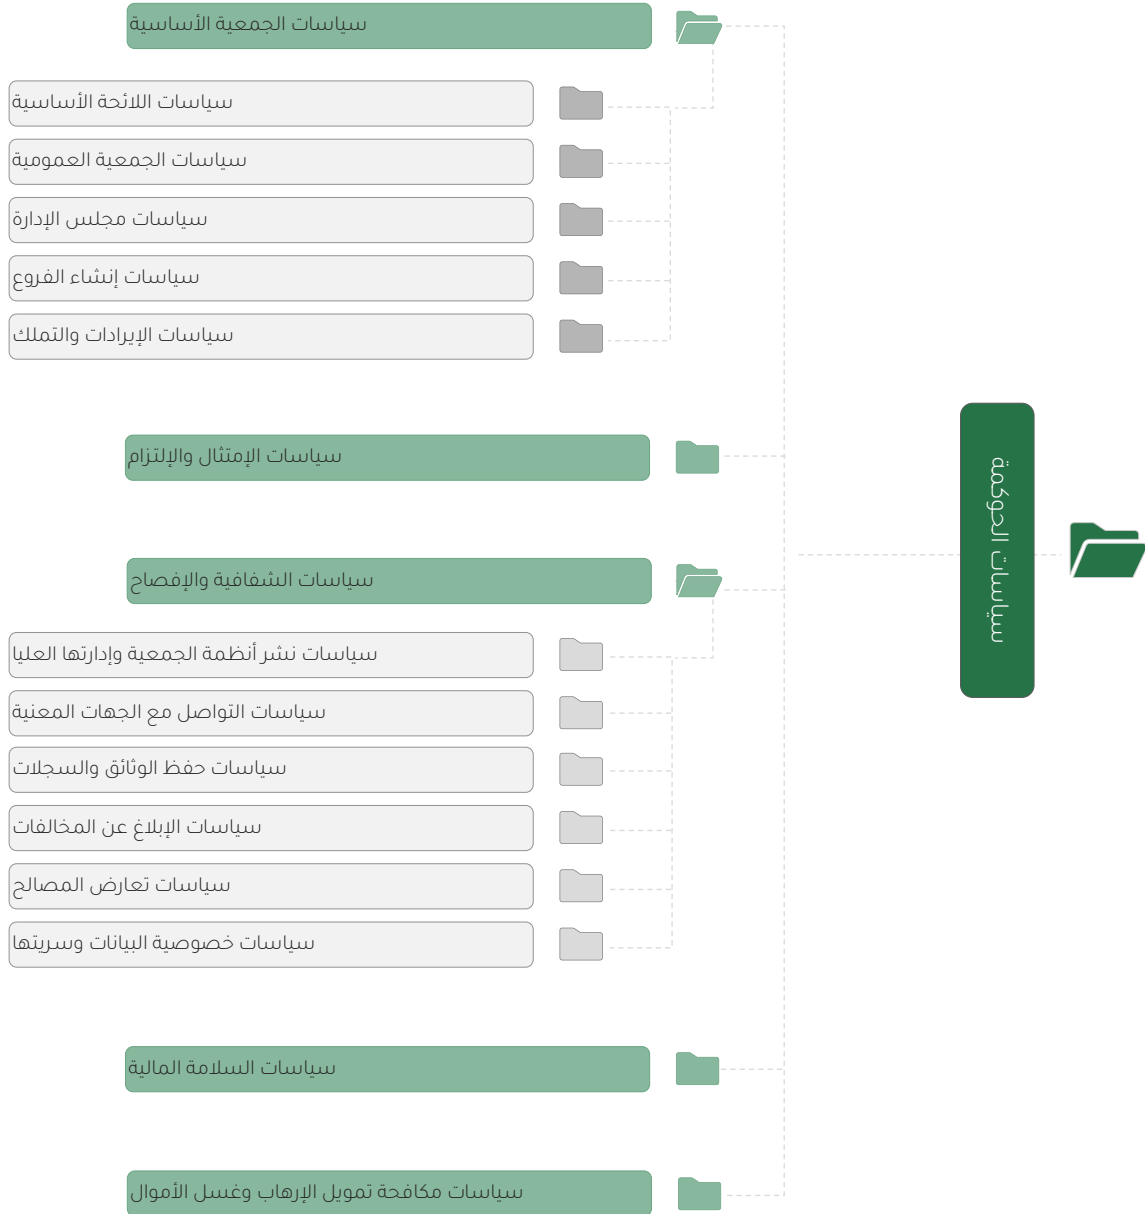 سياسات الحوكمة
سياسات الجمعية الأساسية
سياسات اللائحة الأساسية
سياسات الجمعية العمومية
سياسات مجلس الإدارة
سياسات إنشاء الفروع
سياسات الإيرادات والتملك
سياسات الإمتثال والإلتزام
سياسات الشفافية والإفصاح
سياسات نشر أنظمة الجمعية وإدارتها العليا
سياسات التواصل مع الجهات المعنية
سياسات حفظ الوثائق والسجلات
سياسات الإبلاغ عن المخالفات
سياسات تعارض المصالح
سياسات خصوصية البيانات وسريتها
سياسات السلامة المالية
سياسات مكافحة تمويل الإرهاب وغسل الأموال